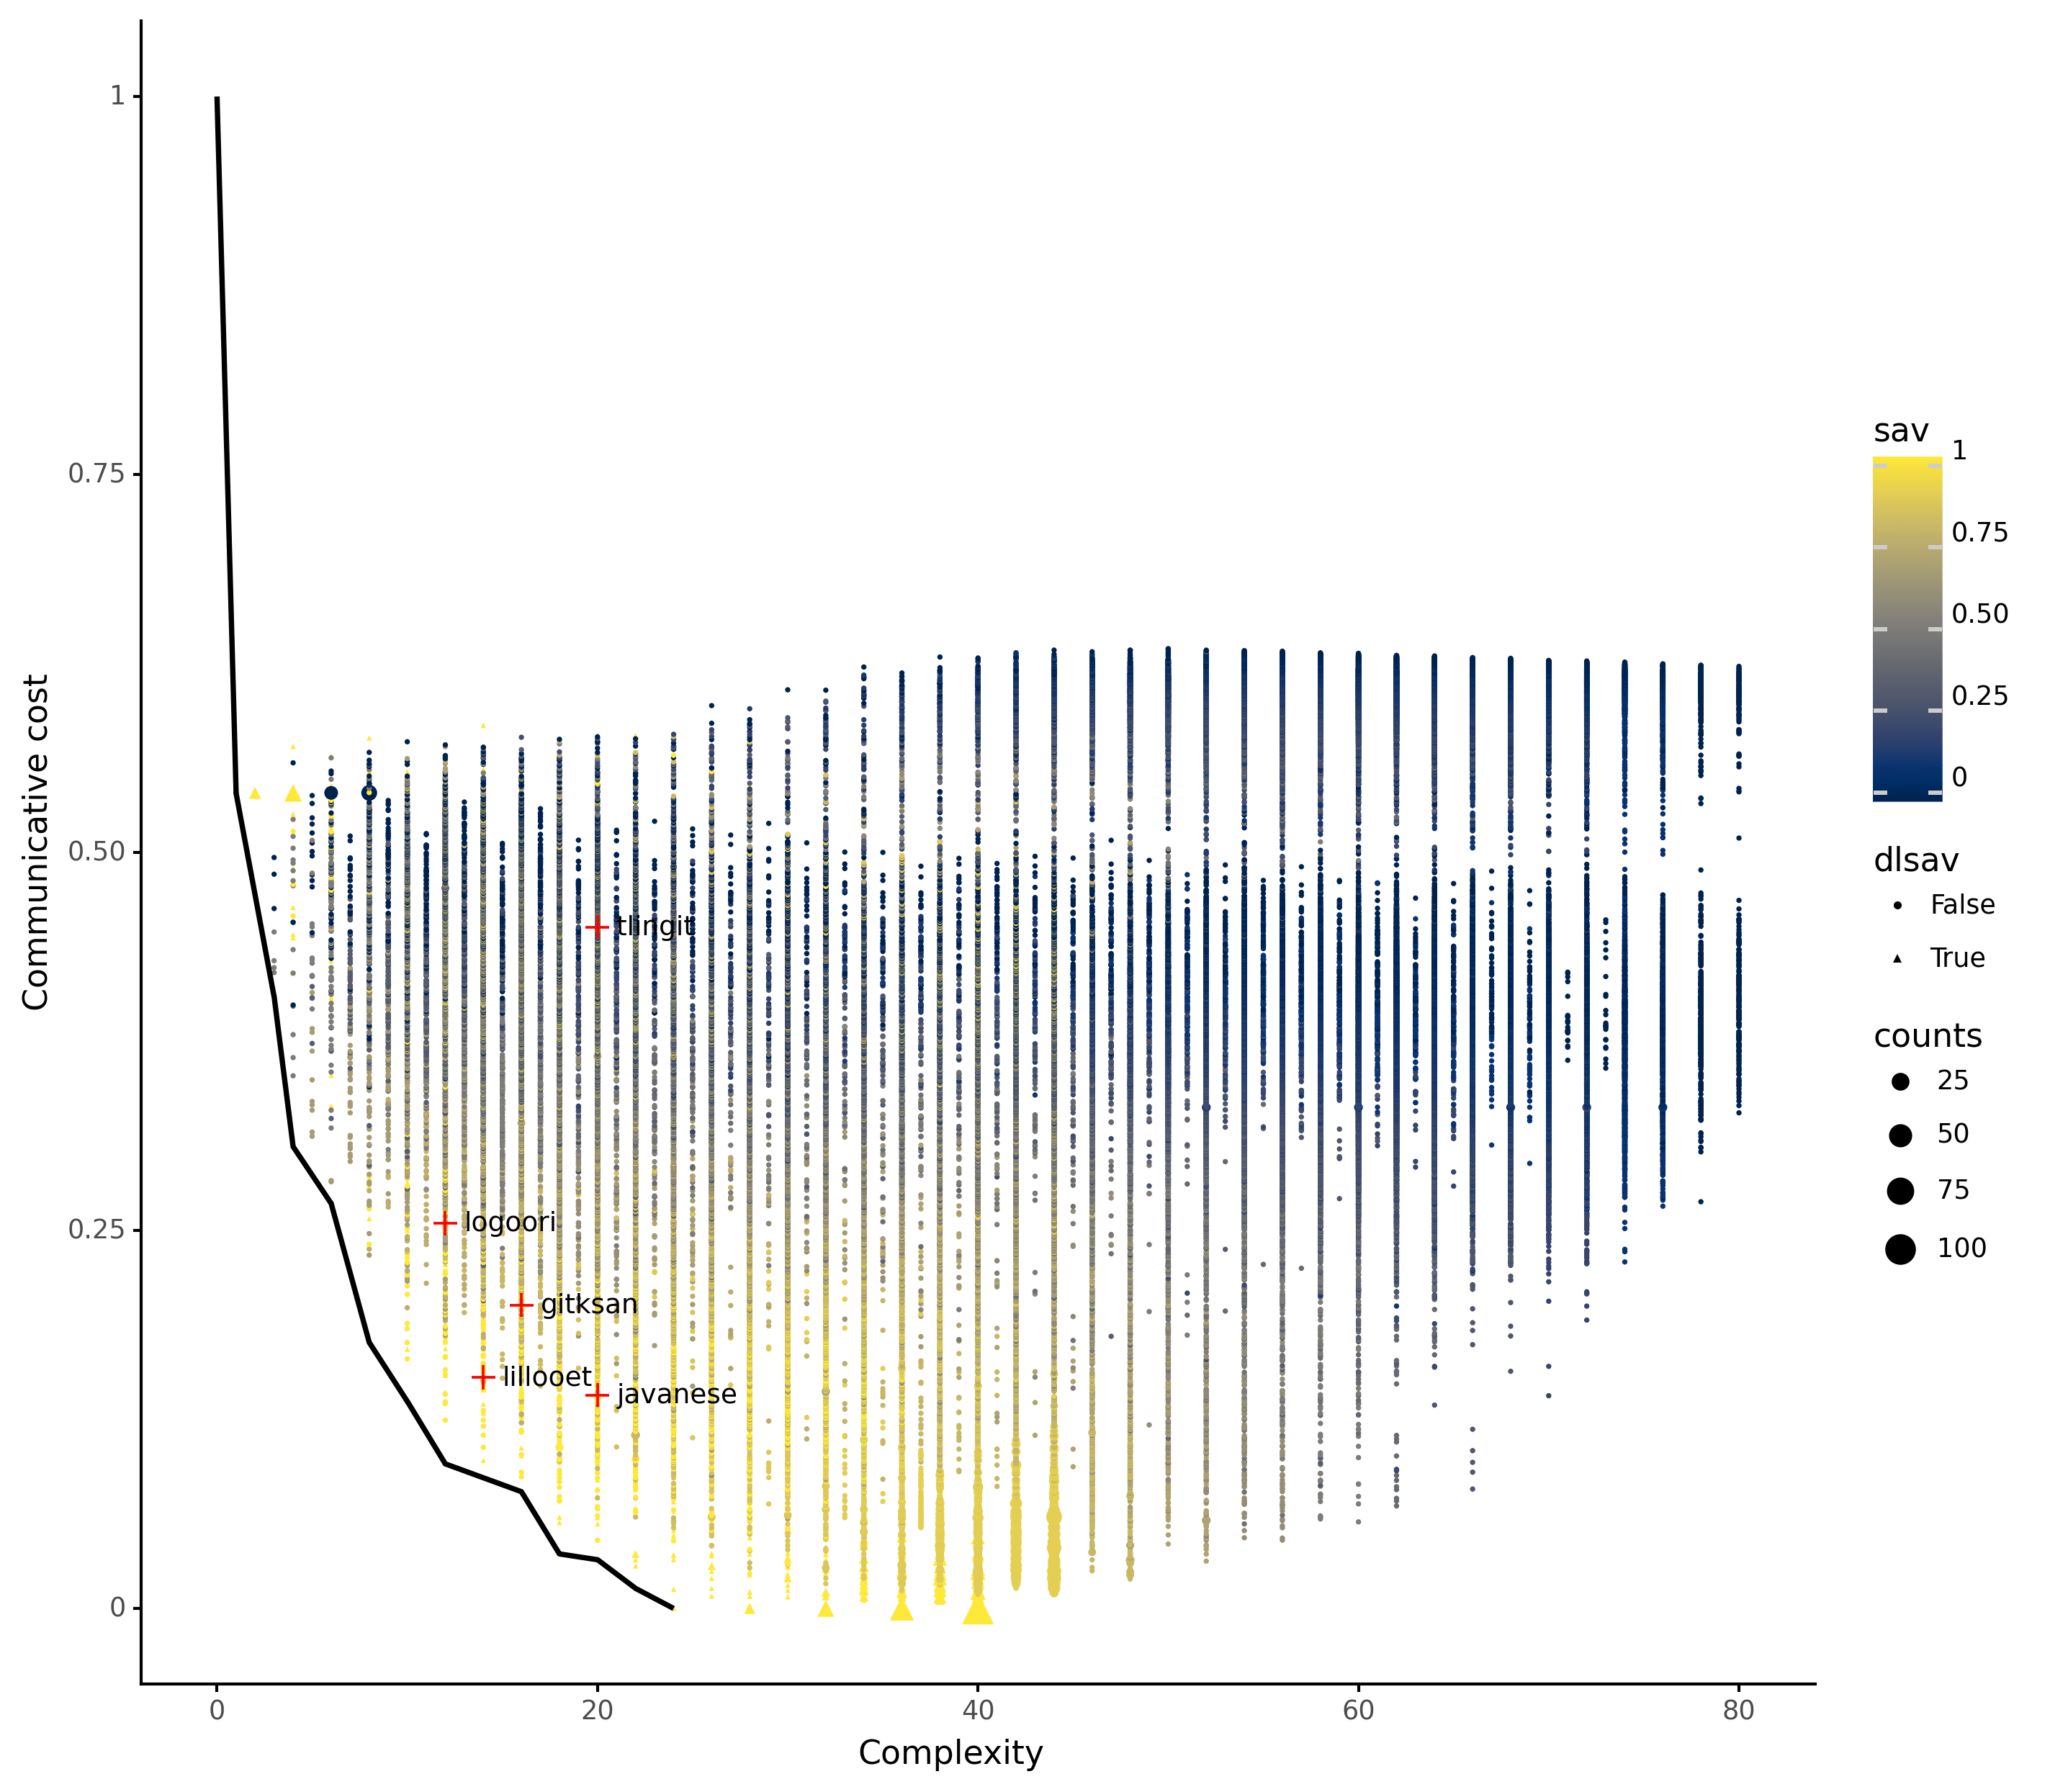 Communicative cost
1
0.75
0.50
0.25
0
tlingit
logoori
gitksan
lillooet
javanese
0
20
40
60
80
Complexity
sav
1
0.75
0.50
0.25
0
dlsav
False
True
counts
25
50
75
100